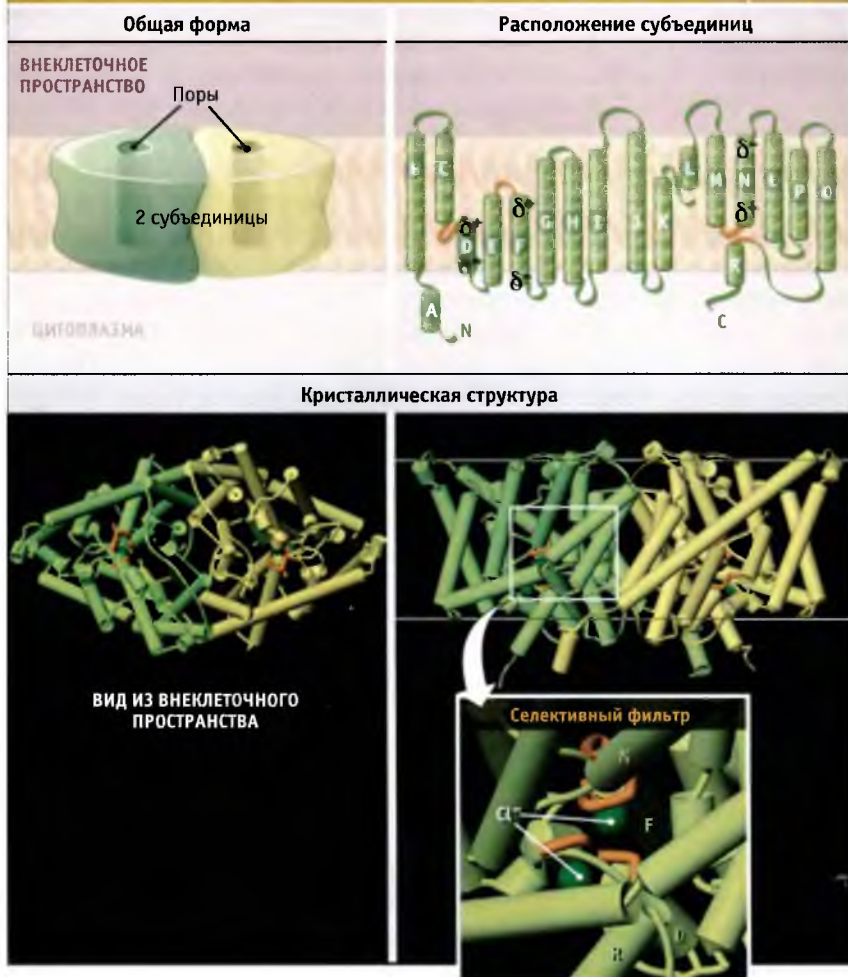 Общая форма
Расположение субъединиц
ВНЕКЛЕТОЧНОЕ
ПРОСТРАНСТВО
Поры
2 субъединицы
ЦИТОПЛАЗМА
A
N
D
E
F
G
H
I
J
K
L
M
N
P
Q
C
δ⁺
δ⁻
δ⁻
δ⁺
Кристаллическая структура
ВИД ИЗ ВНЕКЛЕТОЧНОГО
ПРОСТРАНСТВА
Селективный фильтр
N
Cl⁻
F
R
D